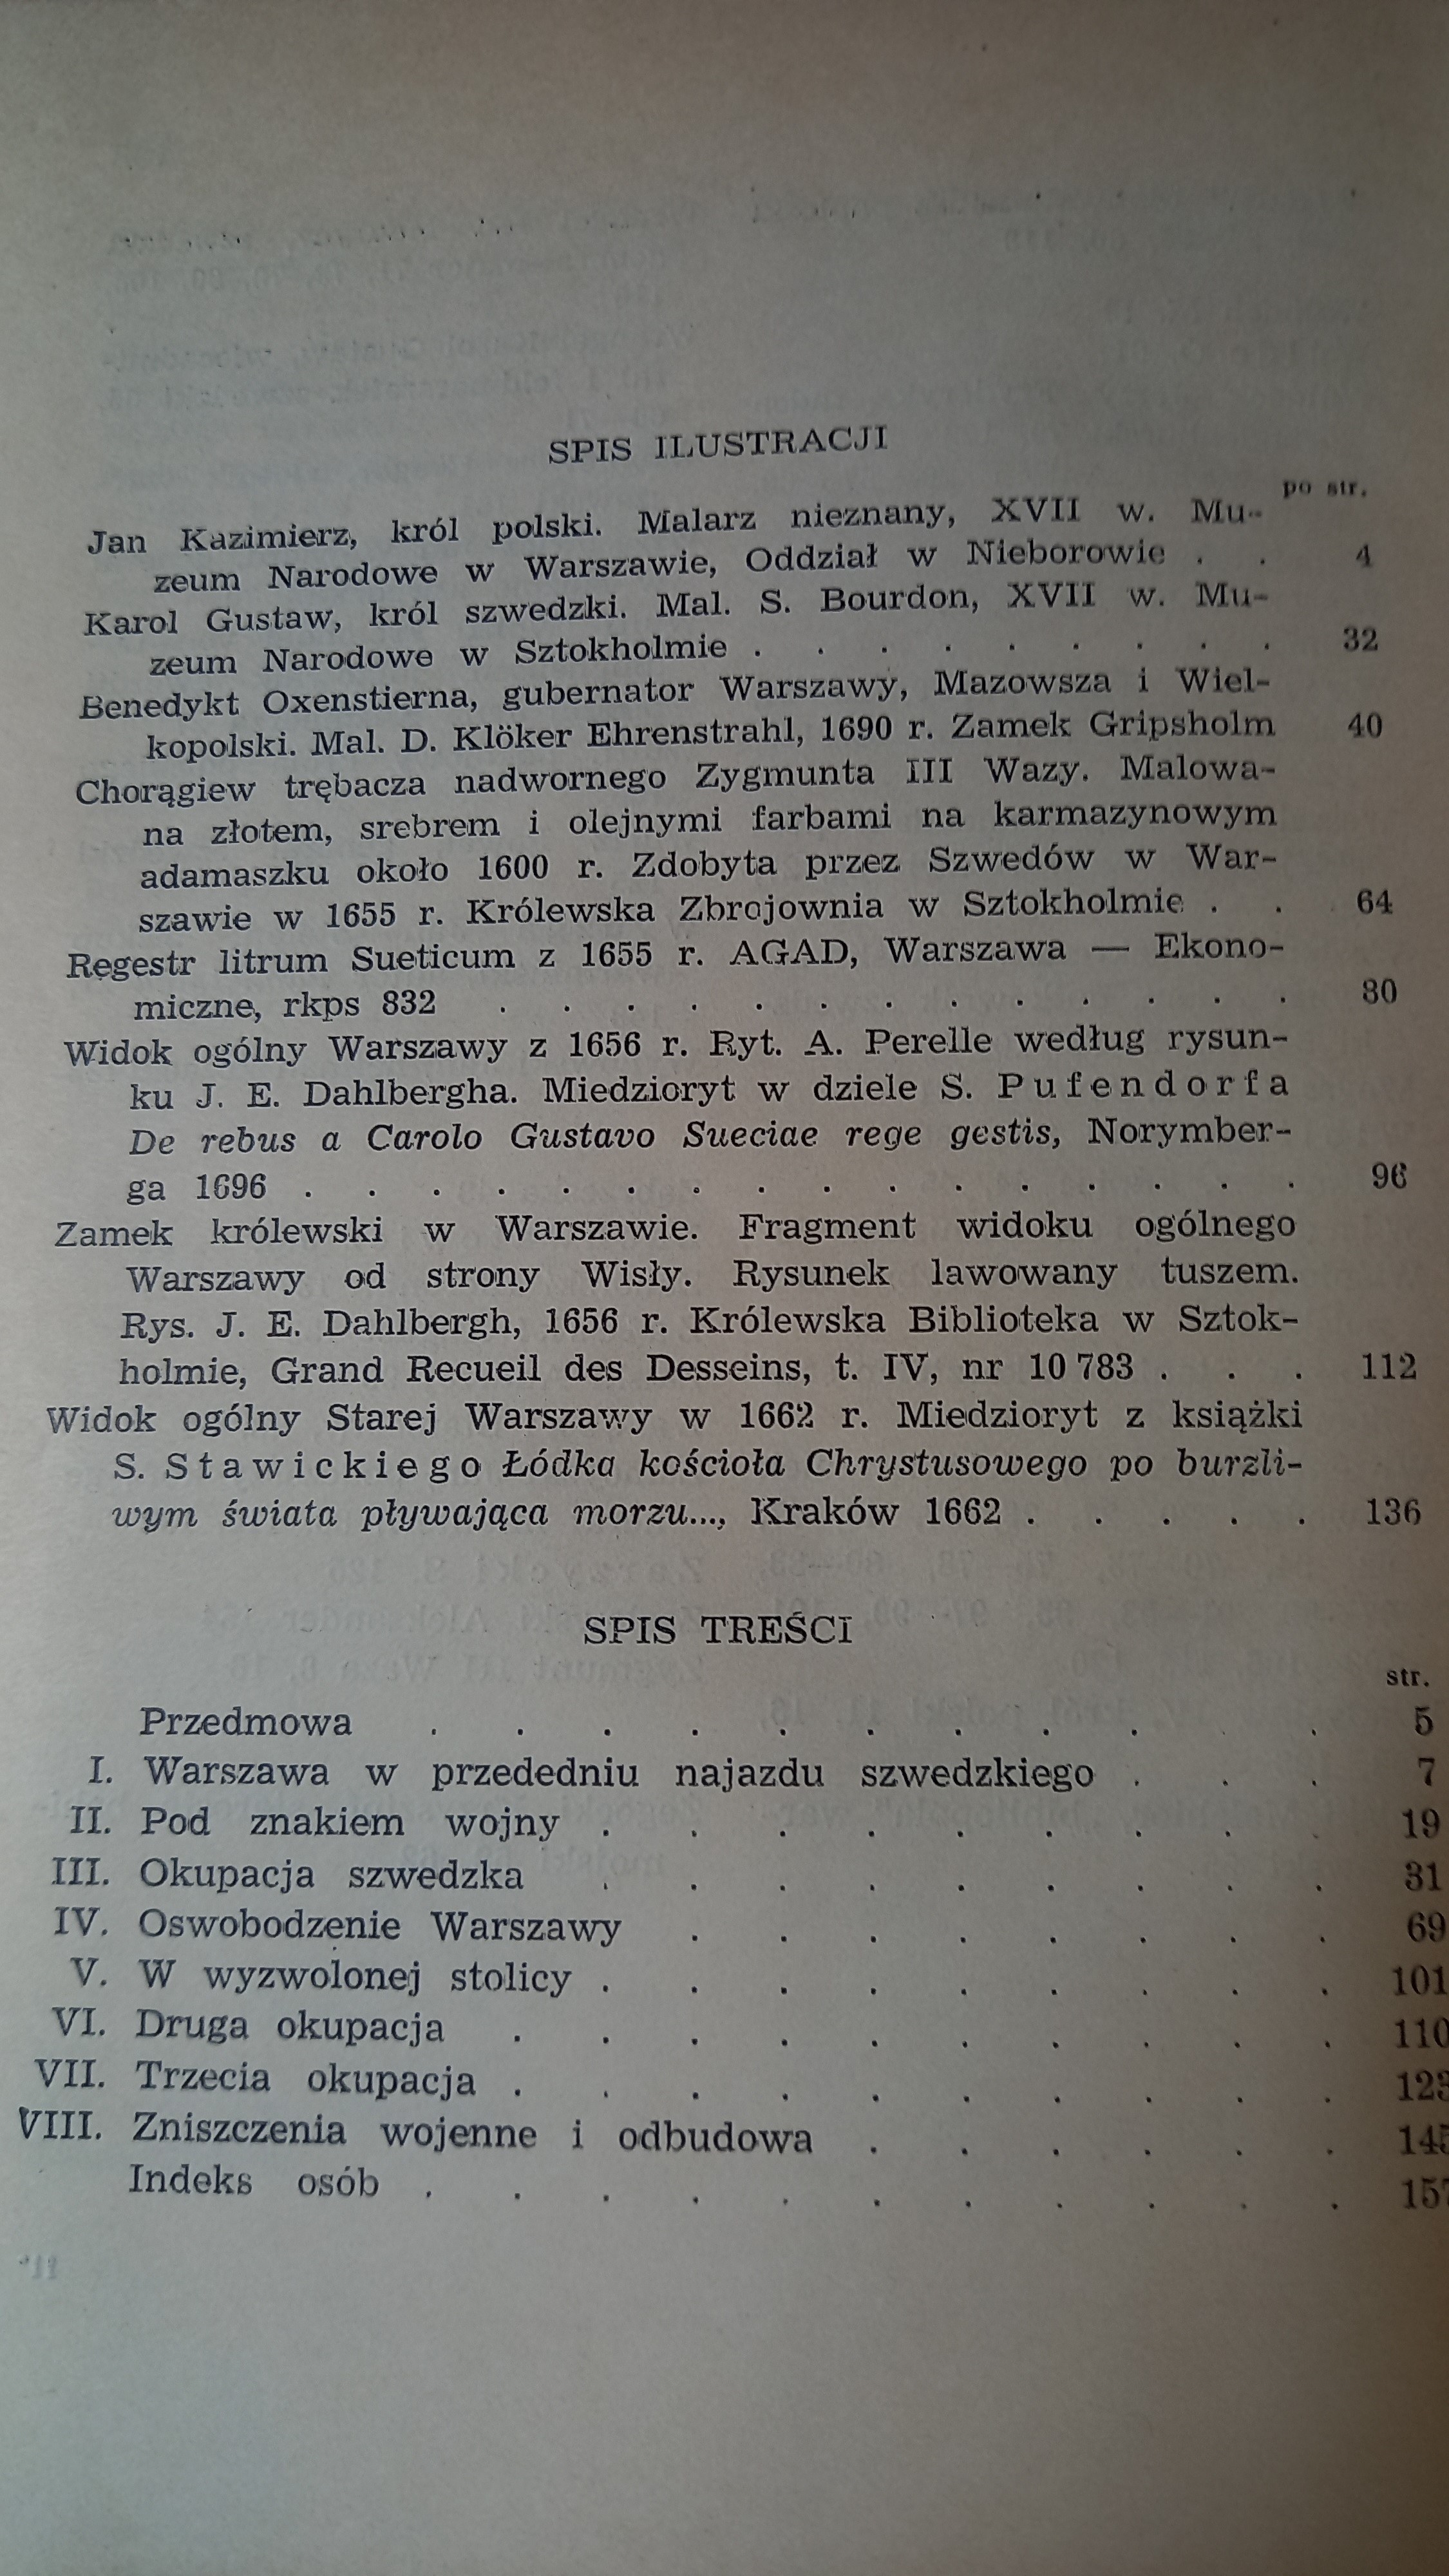 SPIS ILUSTRACJI
po str.
Jan Kazimierz, król polski. Malarz nieznany, XVII w. Mu-
zeum Narodowe w Warszawie, Oddział w Nieborowie . . 4
Karol Gustaw, król szwedzki. Mal. S. Bourdon, XVII w. Mu-
zeum Narodowe w Sztokholmie . . . . . . . . . 32
Benedykt Oxenstierna, gubernator Warszawy, Mazowsza i Wiel-
kopolski. Mal. D. Klöker Ehrenstrahl, 1690 r. Zamek Gripsholm 40
Chorągiew trębacza nadwornego Zygmunta III Wazy. Malowa-
na złotem, srebrem i olejnymi farbami na karmazynowym
adamaszku około 1600 r. Zdobyta przez Szwedów w War-
szawie w 1655 r. Królewska Zbrojownia w Sztokholmie . . 64
Regestr litrum Sueticum z 1655 r. AGAD, Warszawa — Ekono-
miczne, rkps 832 . . . . . . . . . . . . . 80
Widok ogólny Warszawy z 1656 r. Ryt. A. Perelle według rysun-
ku J. E. Dahlbergha. Miedzioryt w dziele S. Pufendorfa
De rebus a Carolo Gustavo Sueciae rege gestis, Norymber-
ga 1696 . . . . . . . . . . . . . . . . 96
Zamek królewski w Warszawie. Fragment widoku ogólnego
Warszawy od strony Wisły. Rysunek lawowany tuszem.
Rys. J. E. Dahlbergh, 1656 r. Królewska Biblioteka w Sztok-
holmie, Grand Recueil des Desseins, t. IV, nr 10 783 . . . 112
Widok ogólny Starej Warszawy w 1662 r. Miedzioryt z książki
S. Stawickiego Łódka kościoła Chrystusowego po burzli-
wym świata pływająca morzu..., Kraków 1662 . . . . . 136
SPIS TREŚCI
str.
Przedmowa . . . . . . . . . . . 5
I. Warszawa w przededniu najazdu szwedzkiego . . . 7
II. Pod znakiem wojny . . . . . . . . . 19
III. Okupacja szwedzka . . . . . . . . . 31
IV. Oswobodzenie Warszawy . . . . . . . . 69
V. W wyzwolonej stolicy . . . . . . . . . 101
VI. Druga okupacja . . . . . . . . . . 110
VII. Trzecia okupacja . . . . . . . . . .
VIII. Zniszczenia wojenne i odbudowa . . . . . .
Indeks osób . . . . . . . . . . .